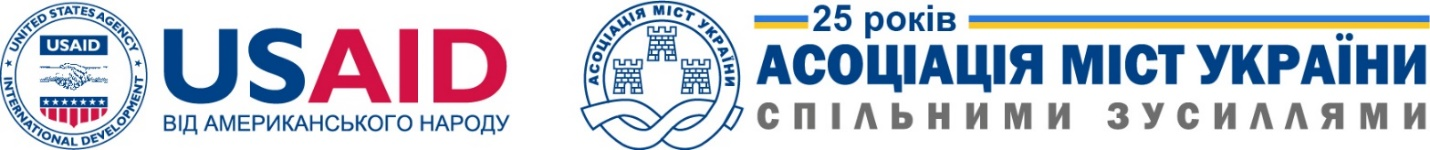 UNITED STATES AGENCY
INTERNATIONAL DEVELOPMENT
USAID
USAID
ВІД АМЕРИКАНСЬКОГО НАРОДУ
АСОЦІАЦІЯ МІСТ УКРАЇНИ
25 років
АСОЦІАЦІЯ МІСТ УКРАЇНИ
СПІЛЬНИМИ ЗУСИЛЛЯМИ